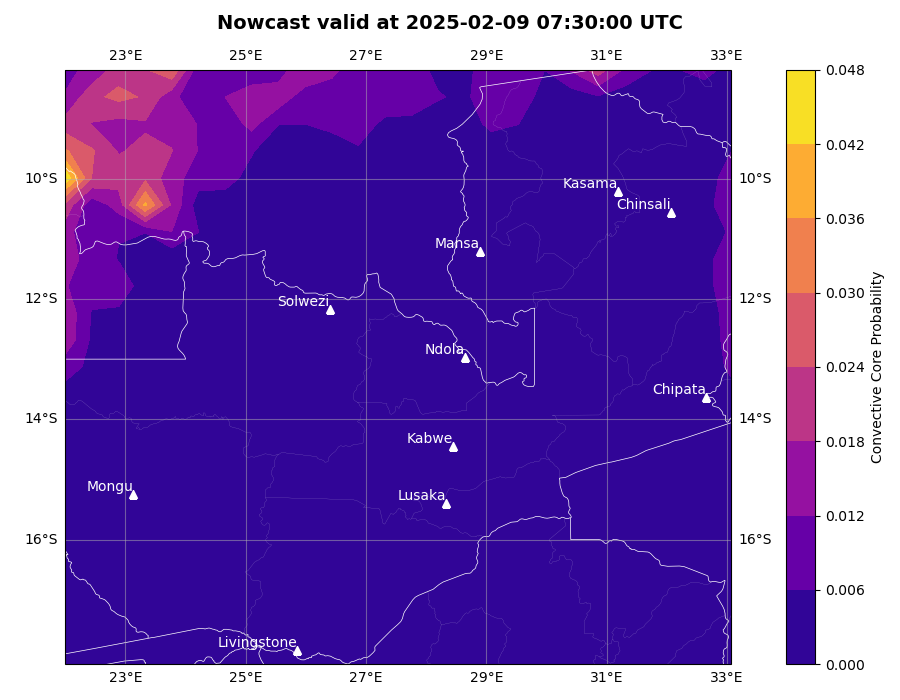 Nowcast valid at 2025-02-09 07:30:00 UTC
23°E 25°E 27°E 29°E 31°E 33°E
0.048
0.042
10°S Kasama 10°S
Chinsali
0.036
Mansa
0.030
12°S Solwezi 12°S
Ndola
0.024
Chipata
14°S 14°S
Kabwe
0.018
Mongu
Lusaka
0.012
16°S 16°S
0.006
Livingstone
0.000
23°E 25°E 27°E 29°E 31°E 33°E
Convective Core Probability